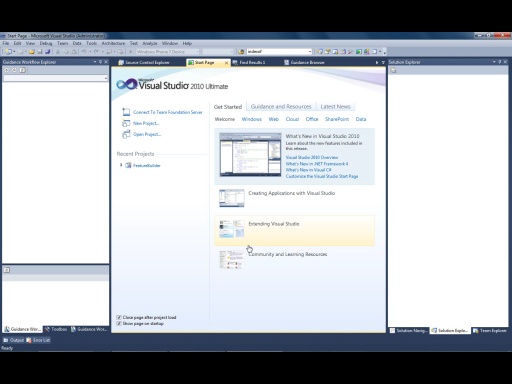 Start Page - Microsoft Visual Studio (Administrator)
File Edit View Debug Team Data Tools Architecture Test Analyze Window Help
Windows Phone 7 Device
indexof
Guidance Workflow Explorer
Source Control Explorer
Start Page
Find Results 1
Guidance Browser
Solution Explorer
Microsoft
Visual Studio 2010 Ultimate
Connect To Team Foundation Server
New Project...
Open Project...
Recent Projects
FeatureBuilder
Get Started
Guidance and Resources
Latest News
Welcome Windows Web Cloud Office SharePoint Data
What's New in Visual Studio 2010
Learn about the new features included in
this release.
Visual Studio 2010 Overview
What's New in .NET Framework 4
What's New in Visual C#
Customize the Visual Studio Start Page
Creating Applications with Visual Studio
Extending Visual Studio
Community and Learning Resources
Close page after project load
Show page on startup
Guidance Wor...
Toolbox
Guidance Wor...
Solution Navig...
Solution Explo...
Team Explorer
Output
Error List
Ready